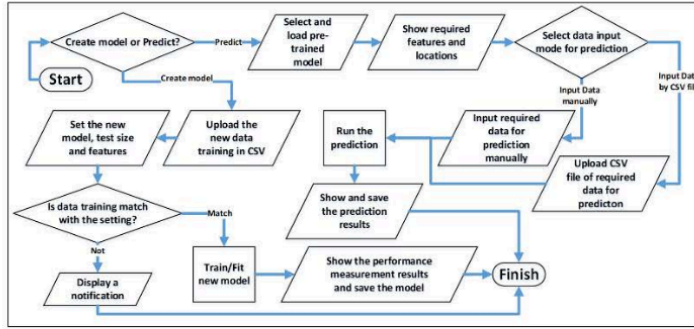 Create model or Predict?
Predict
Select and
load pre-
trained
model
Show required
features and
locations
Select data input
mode for prediction
Start
Create model
Input Data
manually
Input Data
by CSV file
Set the new
model, test size
and features
Upload the
new data
training in CSV
Run the
prediction
Input required
data for
prediction
manually
Upload CSV
file of required
data for
predicton
Is data training match
with the setting?
Match
Show and save
the prediction
results
Not
Train/Fit
new model
Show the performance
measurement results
and save the model
Finish
Display a
notification